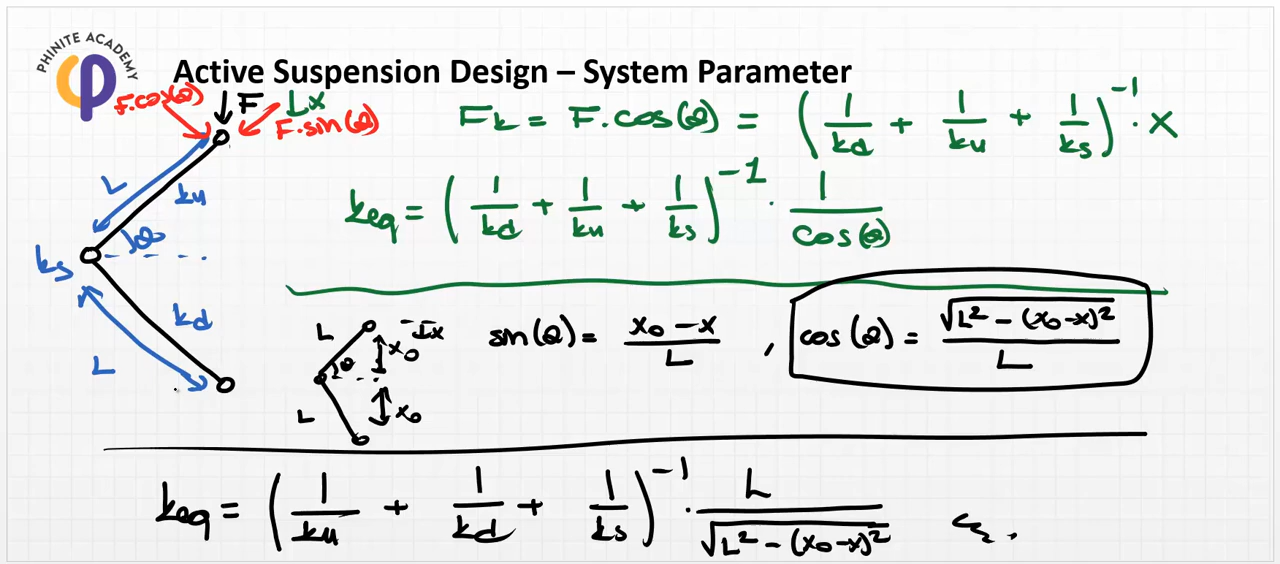 PHINITE ACADEMY
Active Suspension Design – System Parameter
F.cos(θ)
F
x
F.sin(θ)
Fk = F.cos(θ) = (1/kd + 1/ku + 1/ks)^-1 . x
L
ku
θ
ks
kd
L
keq = (1/kd + 1/ku + 1/ks)^-1 . 1/cos(θ)
L
θ
x
x0
L
x0
sin(θ) = (x0 - x)/L , cos(θ) = √(L² - (x0-x)²)/L
keq = (1/ku + 1/kd + 1/ks)^-1 . L/√(L² - (x0-x)²)